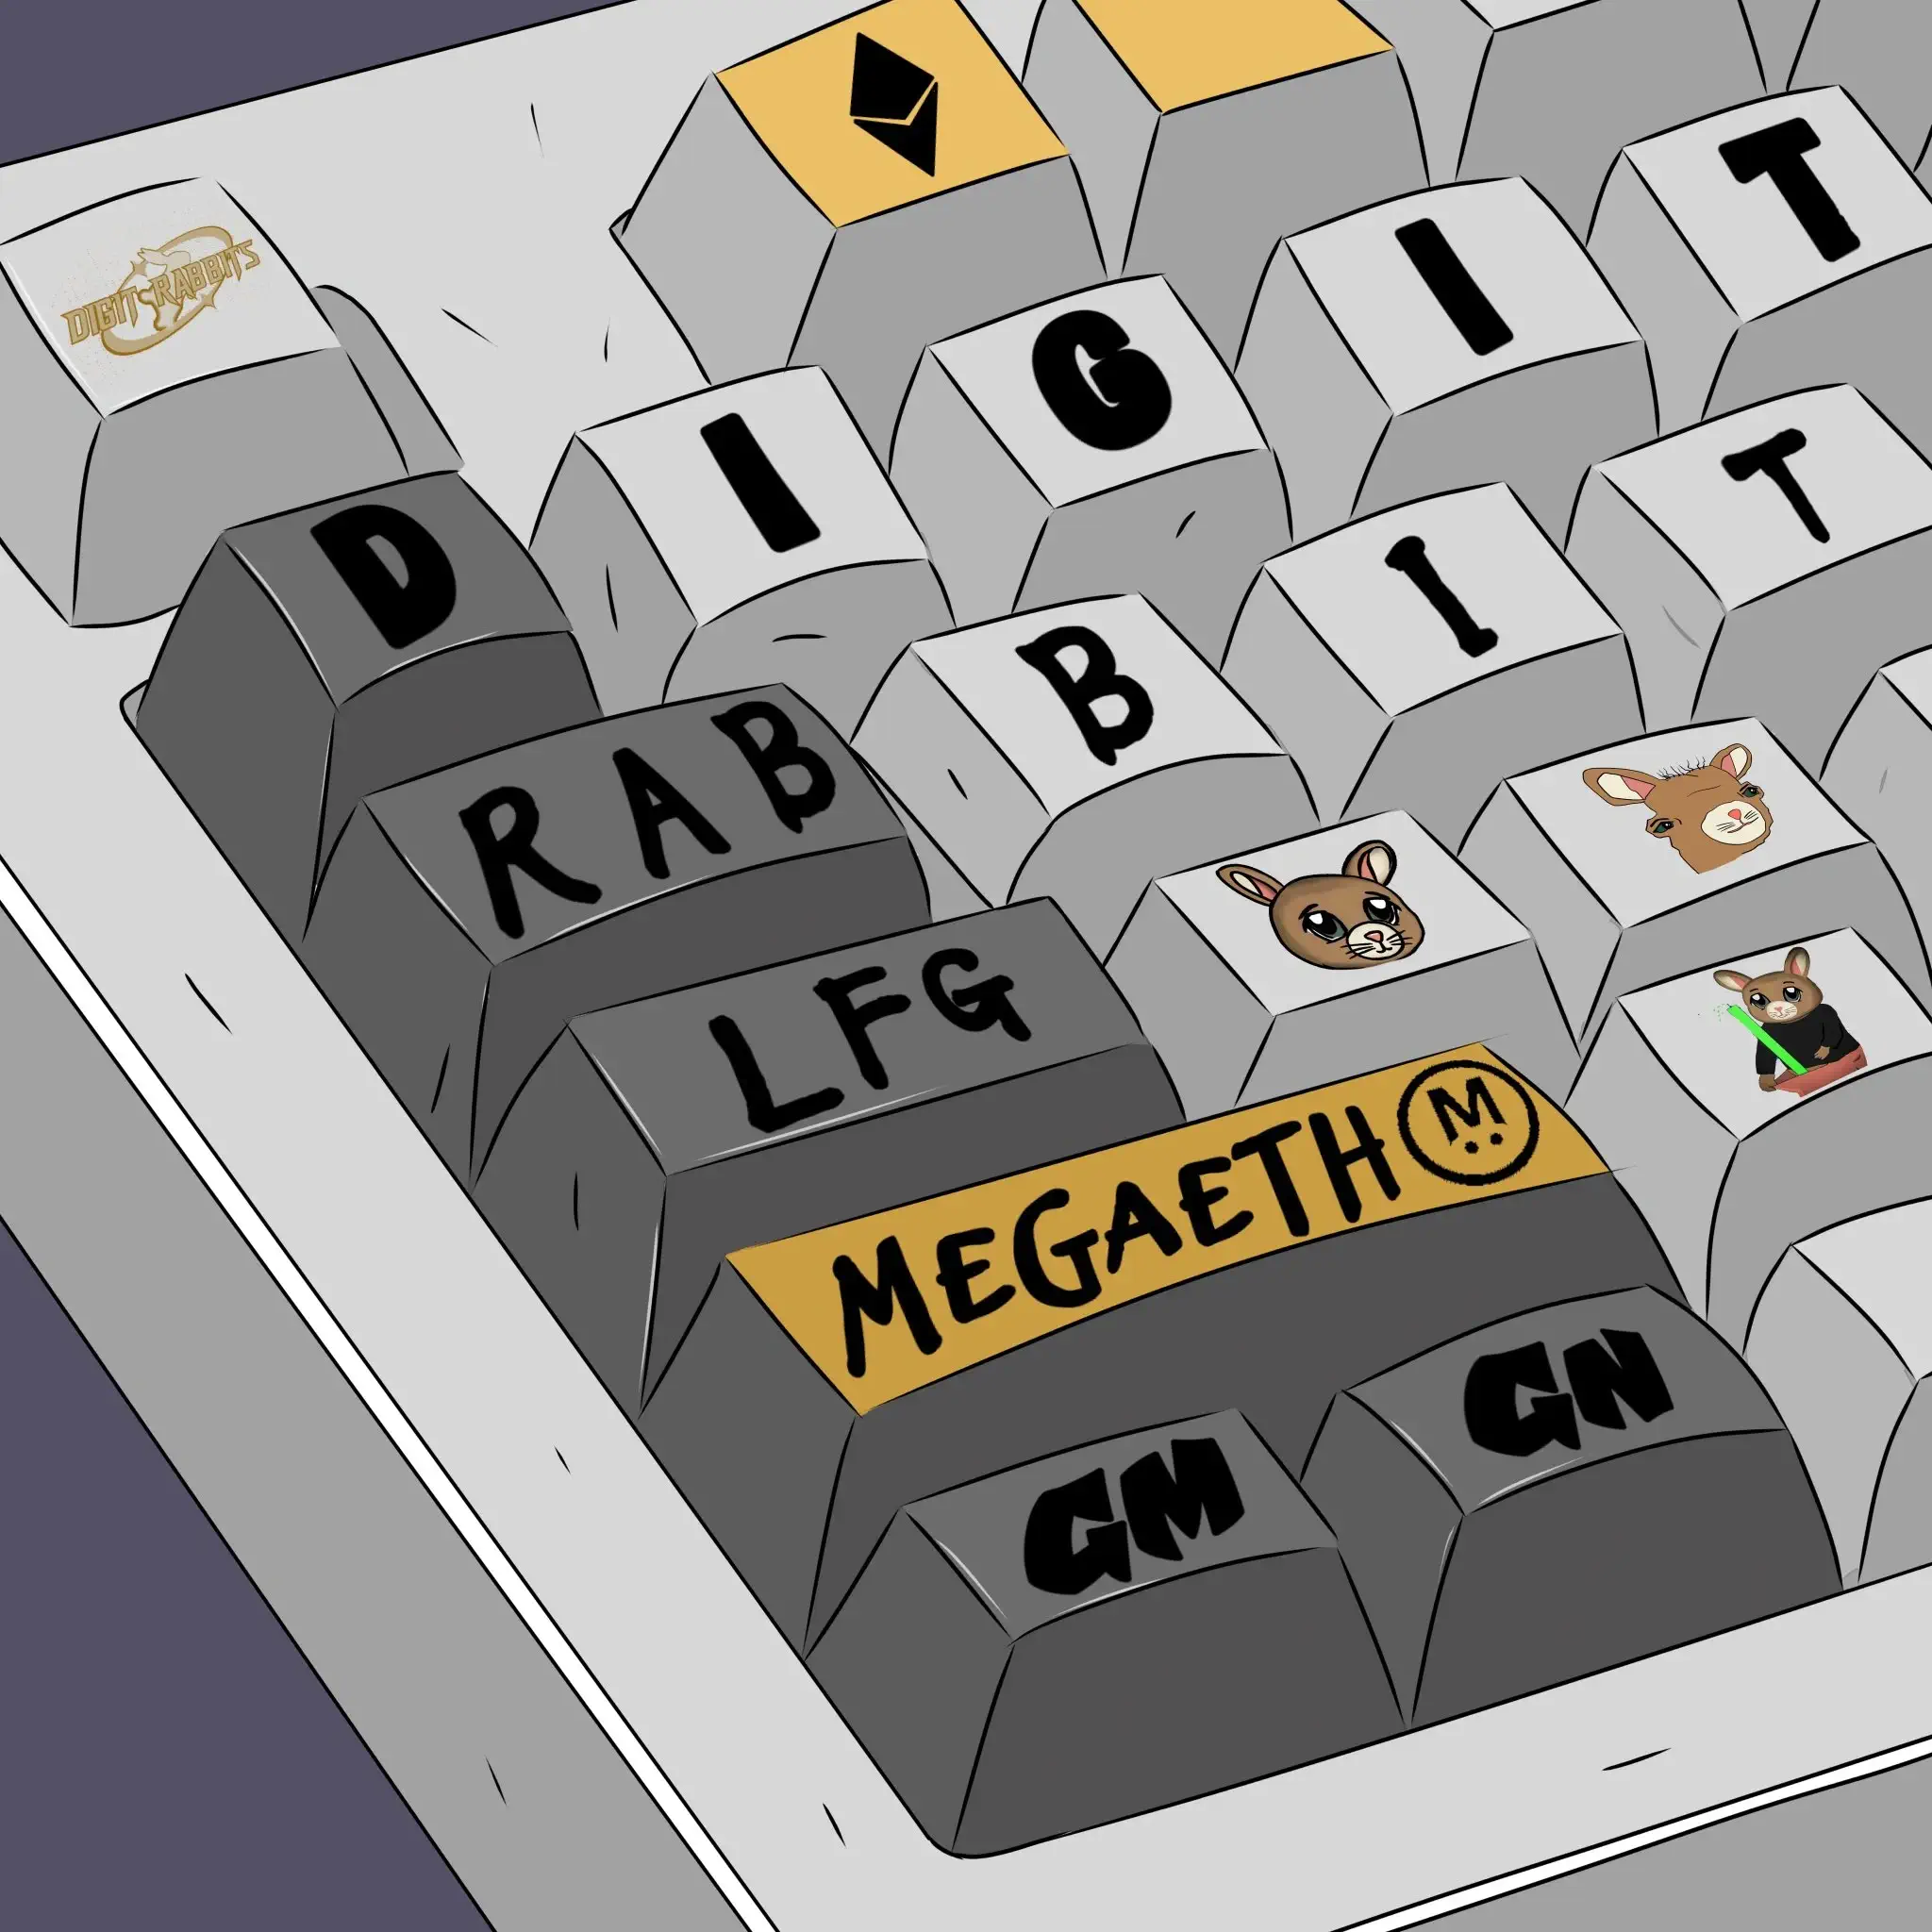 DIGIT RABBITS
D I G I T
RAB B I T
LFG
MEGAETH M
GM GN